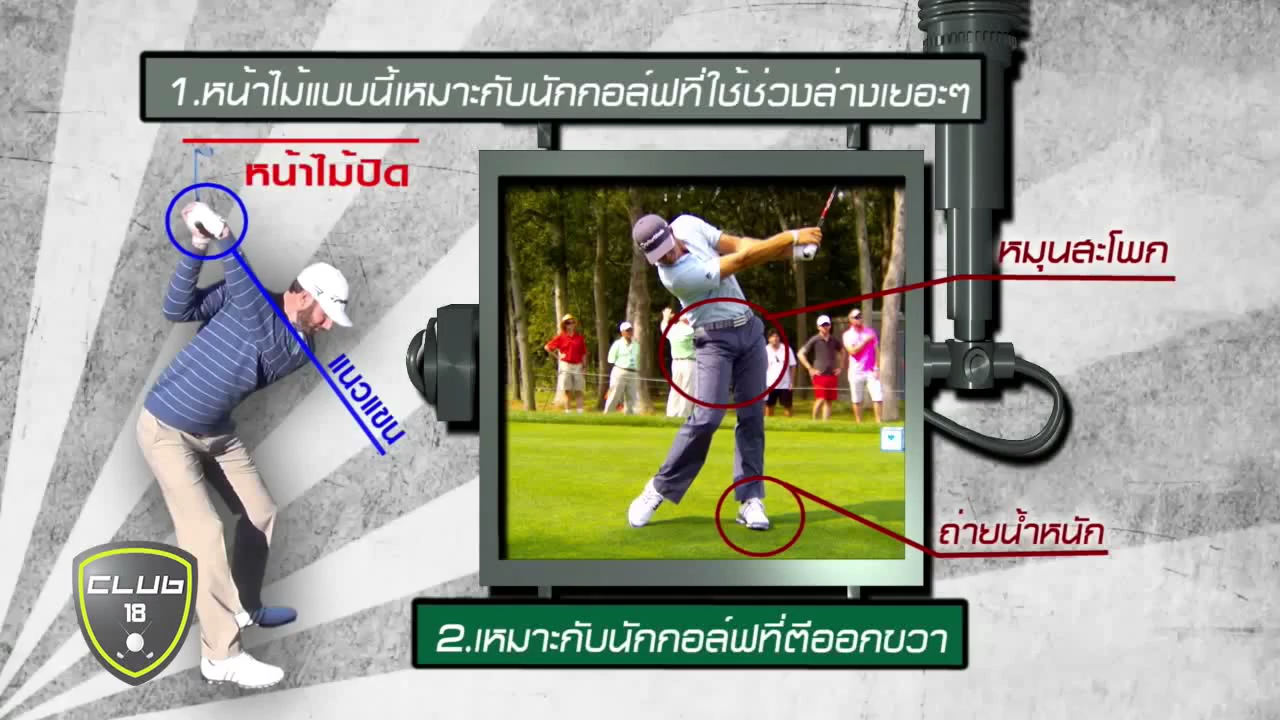 1.หน้าไม้แบบนี้เหมาะกับนักกอล์ฟที่ใช้ช่วงล่างเยอะๆ
หน้าไม้ปิด
แนวแขน
หมุนสะโพก
ถ่ายน้ำหนัก
CLUB
18
2.เหมาะกับนักกอล์ฟที่ตีออกขวา